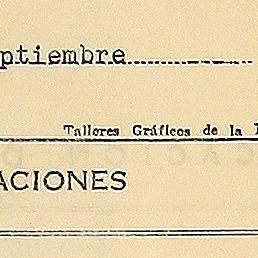 ptiembre
Talleres Gráficos de la
ACIONES